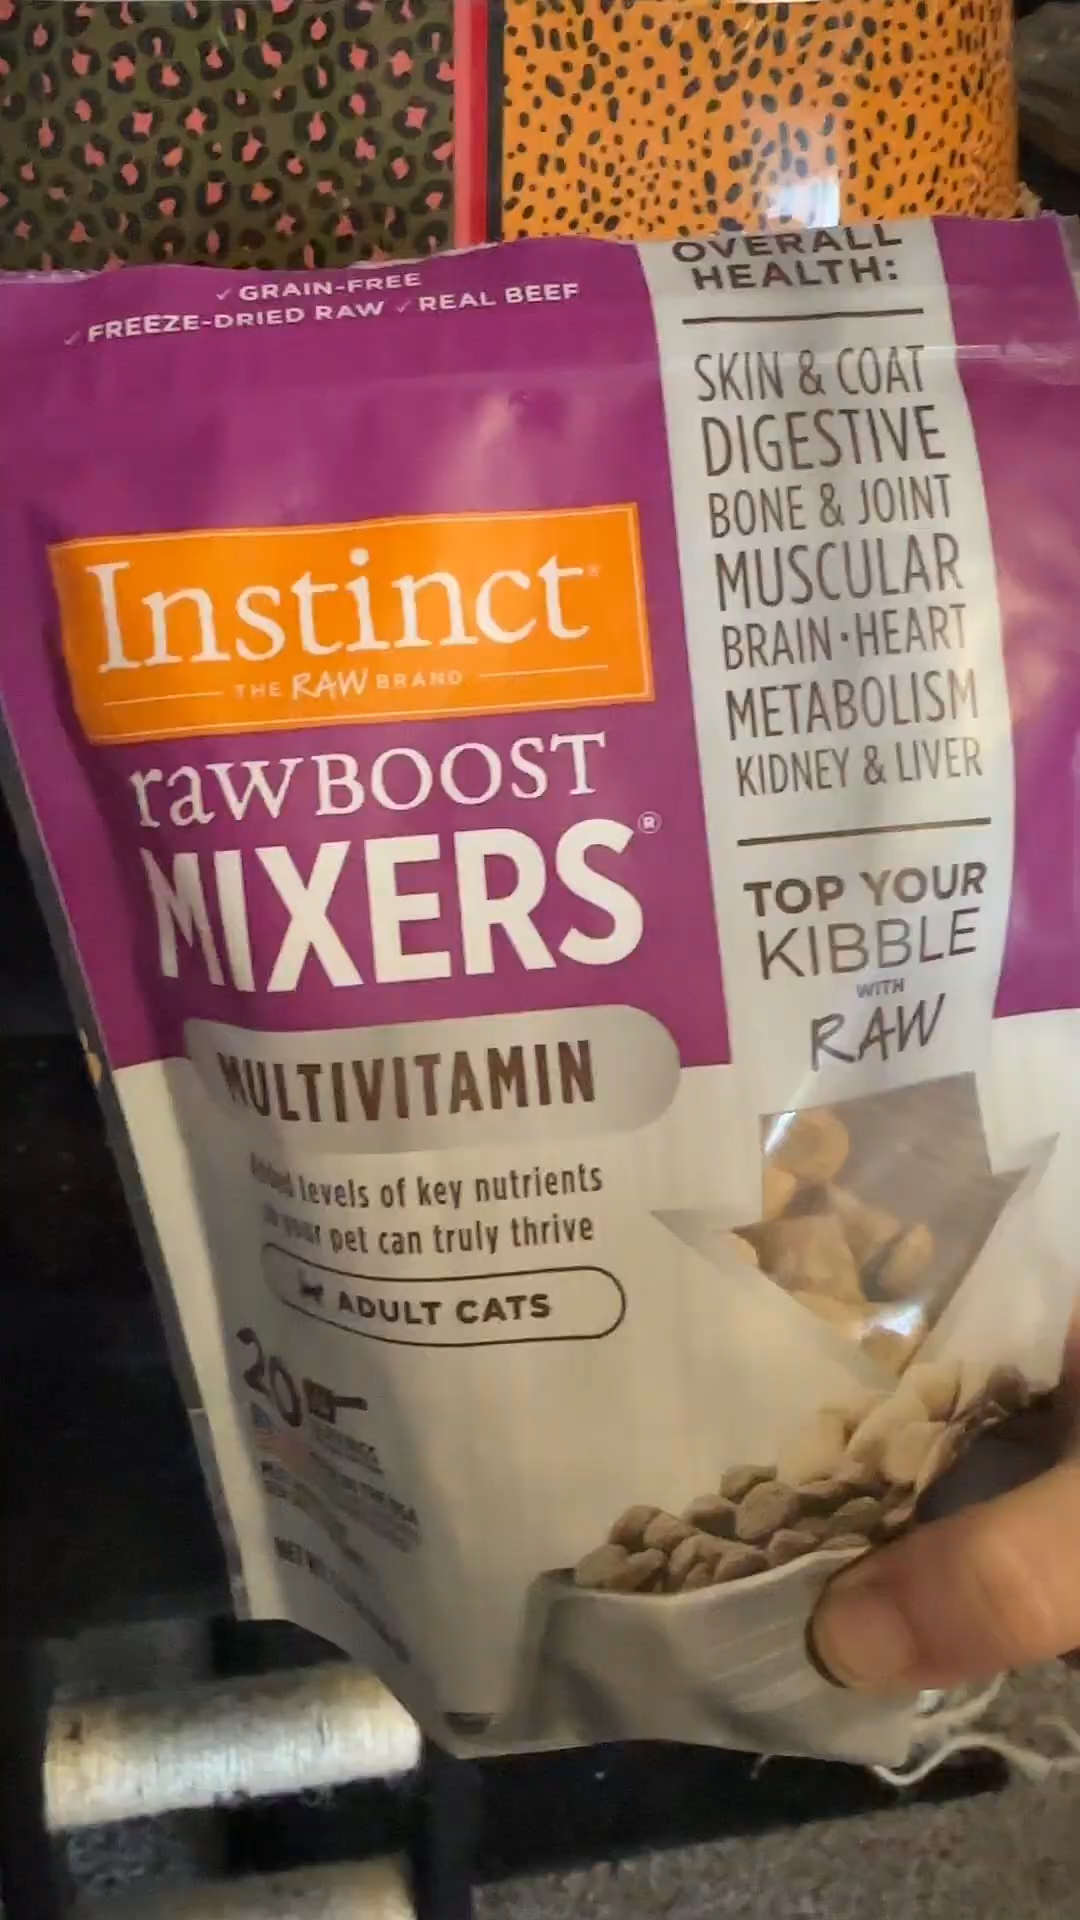 ✓ GRAIN-FREE
✓ FREEZE-DRIED RAW ✓ REAL BEEF
Instinct®
THE RAW BRAND
rawBOOST
MIXERS®
MULTIVITAMIN
levels of key nutrients
your pet can truly thrive
ADULT CATS
20
OVERALL
HEALTH:
SKIN & COAT
DIGESTIVE
BONE & JOINT
MUSCULAR
BRAIN • HEART
METABOLISM
KIDNEY & LIVER
TOP YOUR
KIBBLE
WITH
RAW